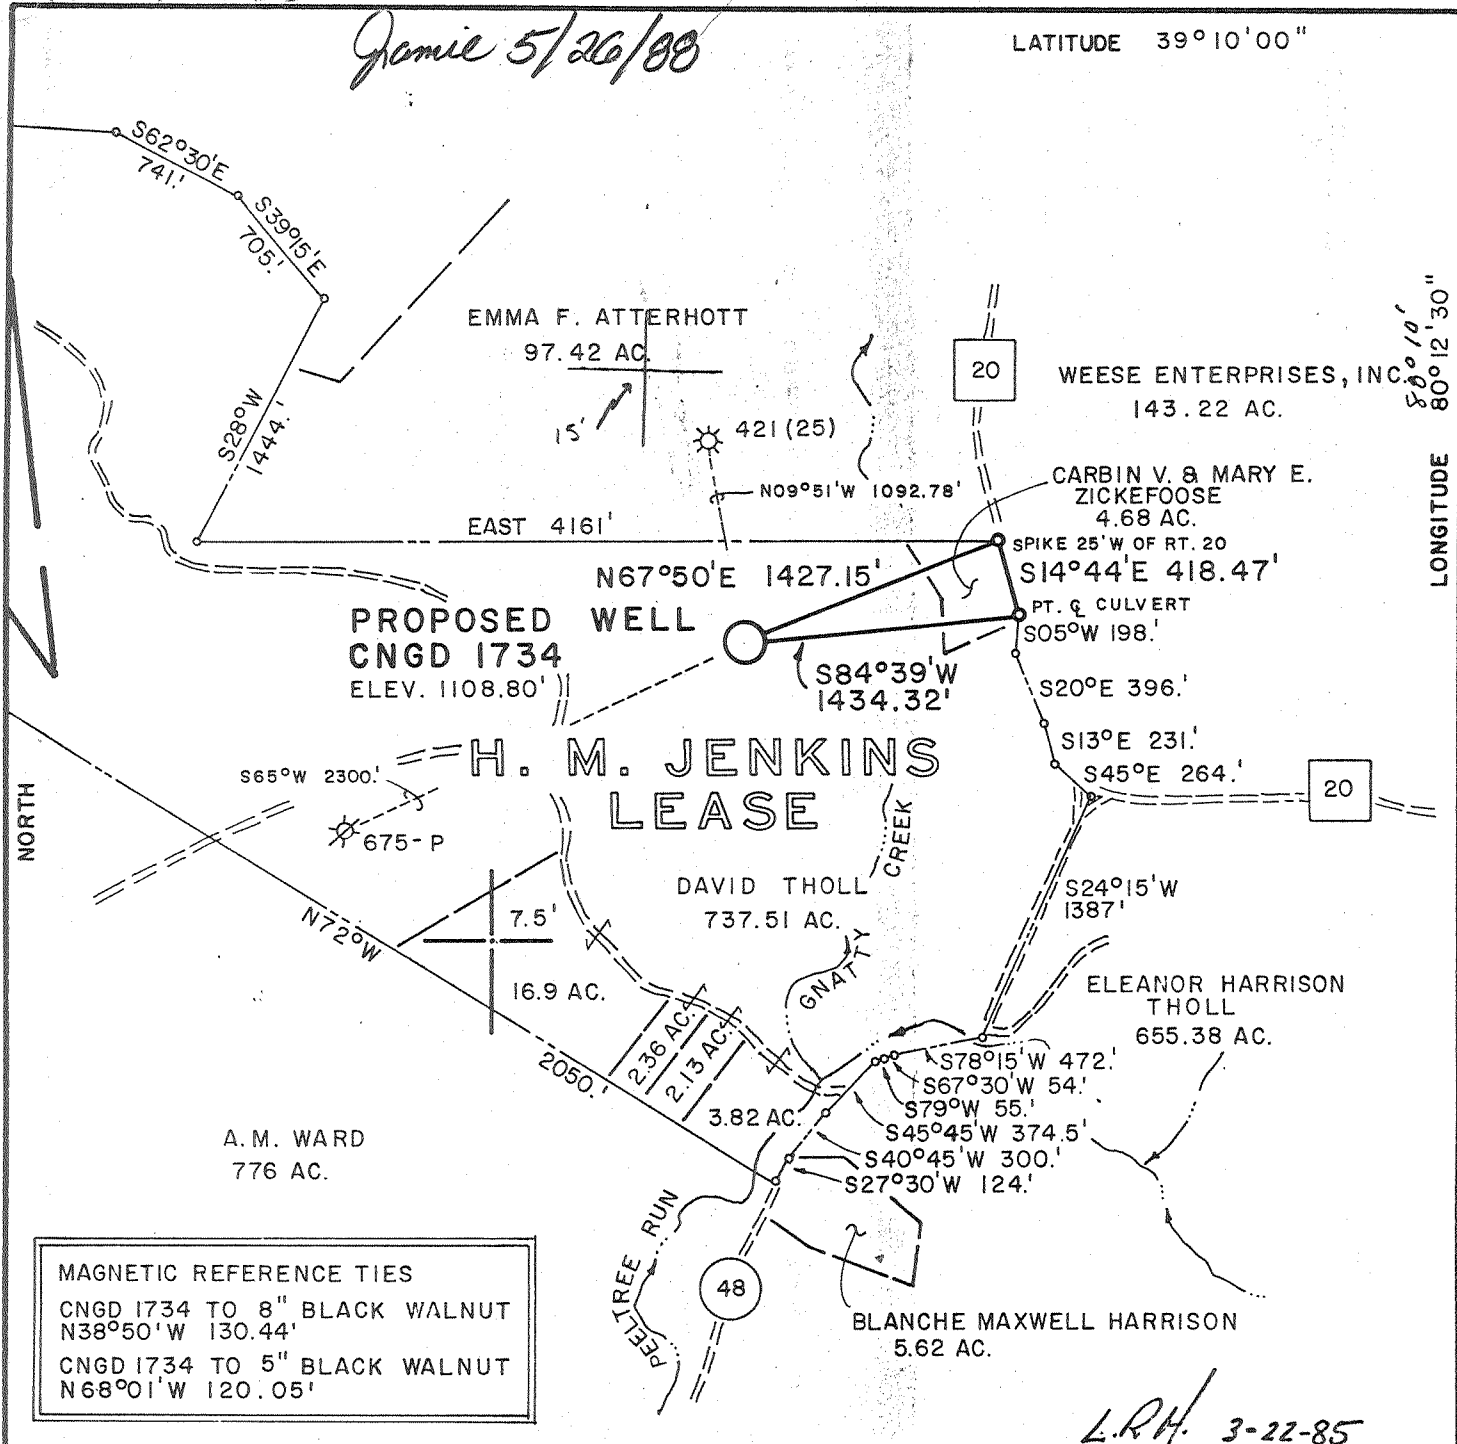 Jamie 5/26/88
LATITUDE 39°10'00"
S62°30'E
741.'
S39°15'E
705.'
EMMA F. ATTERHOTT
97.42 AC.
15'
421 (25)
20
WEESE ENTERPRISES, INC.
143.22 AC.
80°10'
80°12'30"
LONGITUDE
S28°W
1444.'
N09°51'W 1092.78'
CARBIN V. & MARY E.
ZICKEFOOSE
4.68 AC.
EAST 4161'
SPIKE 25'W OF RT. 20
N67°50'E 1427.15'
S14°44'E 418.47'
PROPOSED WELL
CNGD 1734
ELEV. 1108.80'
PT. ℄ CULVERT
S05°W 198.'
S84°39'W
1434.32'
S20°E 396.'
S13°E 231.'
S45°E 264.'
H. M. JENKINS
LEASE
S65°W 2300.'
675-P
20
NORTH
DAVID THOLL
737.51 AC.
GNATTY CREEK
S24°15'W
1387'
N72°W
2050.'
7.5'
16.9 AC.
2.36 AC.
2.13 AC.
3.82 AC.
ELEANOR HARRISON
THOLL
655.38 AC.
S78°15'W 472.'
S67°30'W 54.'
S79°W 55.'
S45°45'W 374.5'
S40°45'W 300.'
S27°30'W 124.'
A.M. WARD
776 AC.
PEELTREE RUN
48
BLANCHE MAXWELL HARRISON
5.62 AC.
MAGNETIC REFERENCE TIES
CNGD 1734 TO 8" BLACK WALNUT
N38°50'W 130.44'
CNGD 1734 TO 5" BLACK WALNUT
N68°01'W 120.05'
L.R.H. 3-22-85